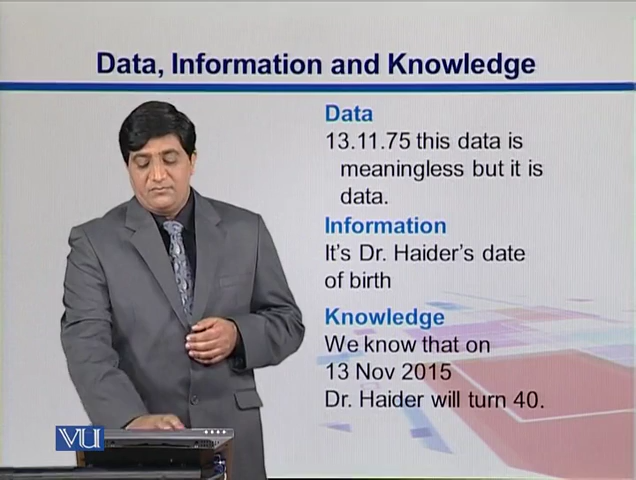 Data, Information and Knowledge
Data
13.11.75 this data is
meaningless but it is
data.
Information
It's Dr. Haider's date
of birth
Knowledge
We know that on
13 Nov 2015
Dr. Haider will turn 40.
VU